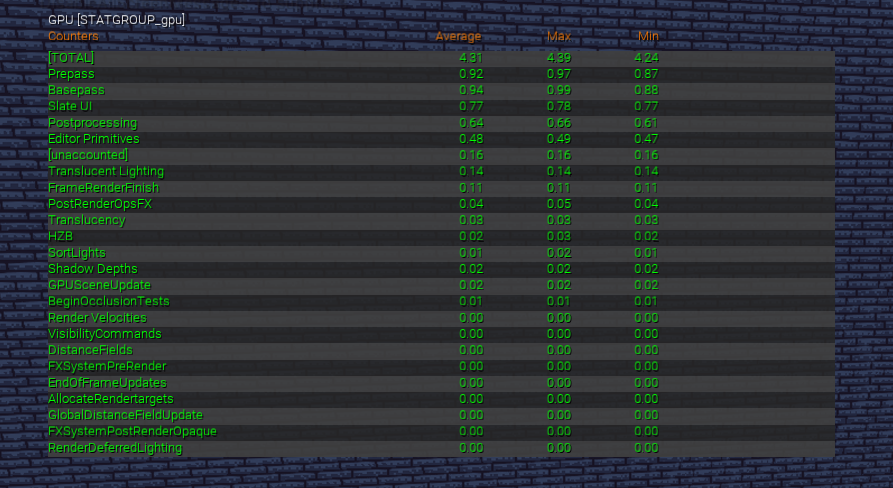 GPU [STATGROUP_gpu]
Counters Average Max Min
[TOTAL] 4.31 4.39 4.24
Prepass 0.92 0.97 0.87
Basepass 0.94 0.99 0.88
Slate UI 0.77 0.78 0.77
Postprocessing 0.64 0.66 0.61
Editor Primitives 0.48 0.49 0.47
[unaccounted] 0.16 0.16 0.16
Translucent Lighting 0.14 0.14 0.14
FrameRenderFinish 0.11 0.11 0.11
PostRenderOpsFX 0.04 0.05 0.04
Translucency 0.03 0.03 0.03
HZB 0.02 0.03 0.02
SortLights 0.01 0.02 0.01
Shadow Depths 0.02 0.02 0.02
GPUSceneUpdate 0.02 0.02 0.02
BeginOcclusionTests 0.01 0.01 0.01
Render Velocities 0.00 0.00 0.00
VisibilityCommands 0.00 0.00 0.00
DistanceFields 0.00 0.00 0.00
FXSystemPreRender 0.00 0.00 0.00
EndOfFrameUpdates 0.00 0.00 0.00
AllocateRendertargets 0.00 0.00 0.00
GlobalDistanceFieldUpdate 0.00 0.00 0.00
FXSystemPostRenderOpaque 0.00 0.00 0.00
RenderDeferredLighting 0.00 0.00 0.00